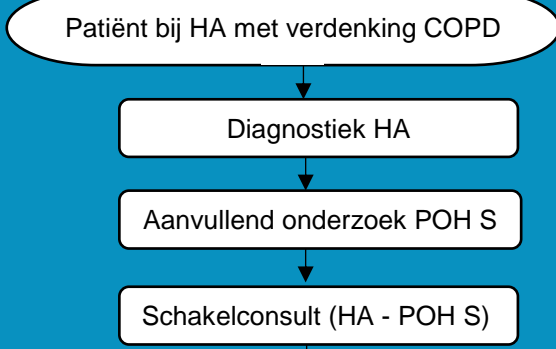 Patiënt bij HA met verdenking COPD
Diagnostiek HA
Aanvullend onderzoek POH S
Schakelconsult (HA - POH S)